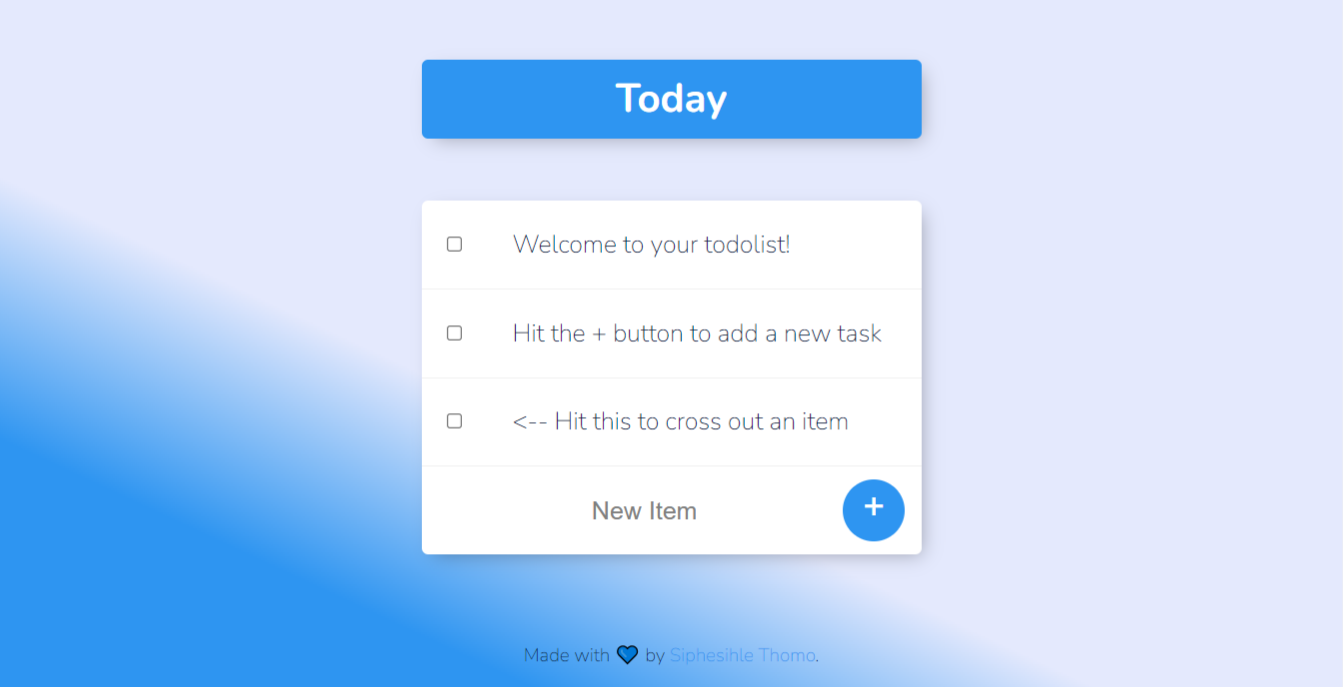 Today
Welcome to your todolist!
Hit the + button to add a new task
<-- Hit this to cross out an item
New Item +
Made with 💙 by Siphesihle Thomo.